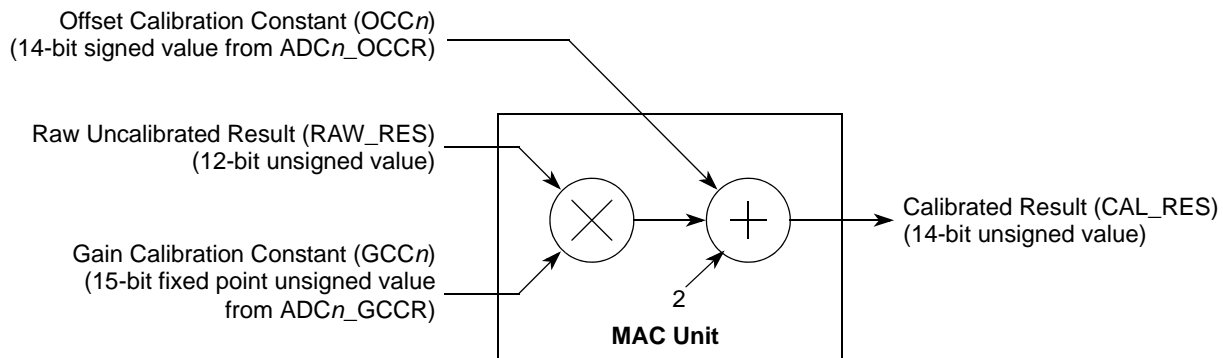 Offset Calibration Constant (OCCn)
(14-bit signed value from ADCn_OCCR)
Raw Uncalibrated Result (RAW_RES)
(12-bit unsigned value)
Gain Calibration Constant (GCCn)
(15-bit fixed point unsigned value
from ADCn_GCCR)
2
MAC Unit
Calibrated Result (CAL_RES)
(14-bit unsigned value)